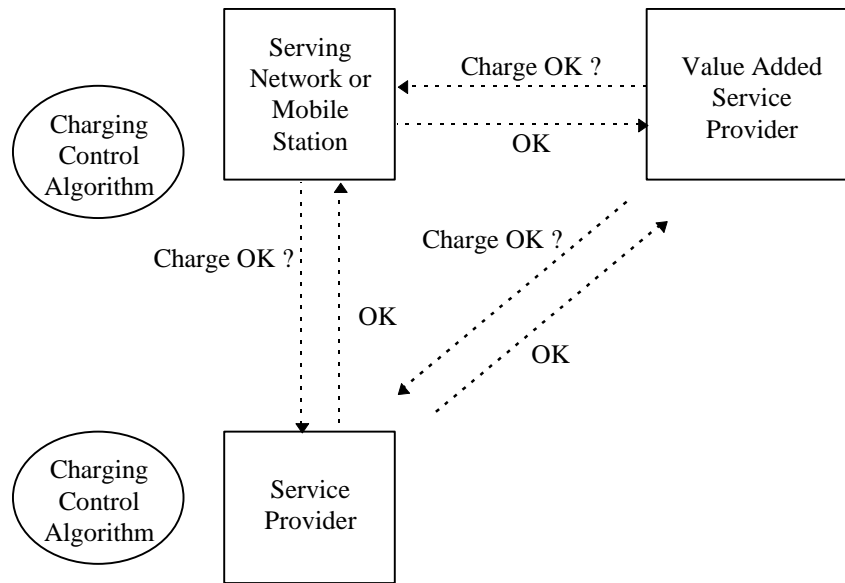 Serving
Network or
Mobile
Station
Charge OK ?
OK
Value Added
Service
Provider
Charging
Control
Algorithm
Charge OK ?
OK
Charge OK ?
OK
Charging
Control
Algorithm
Service
Provider